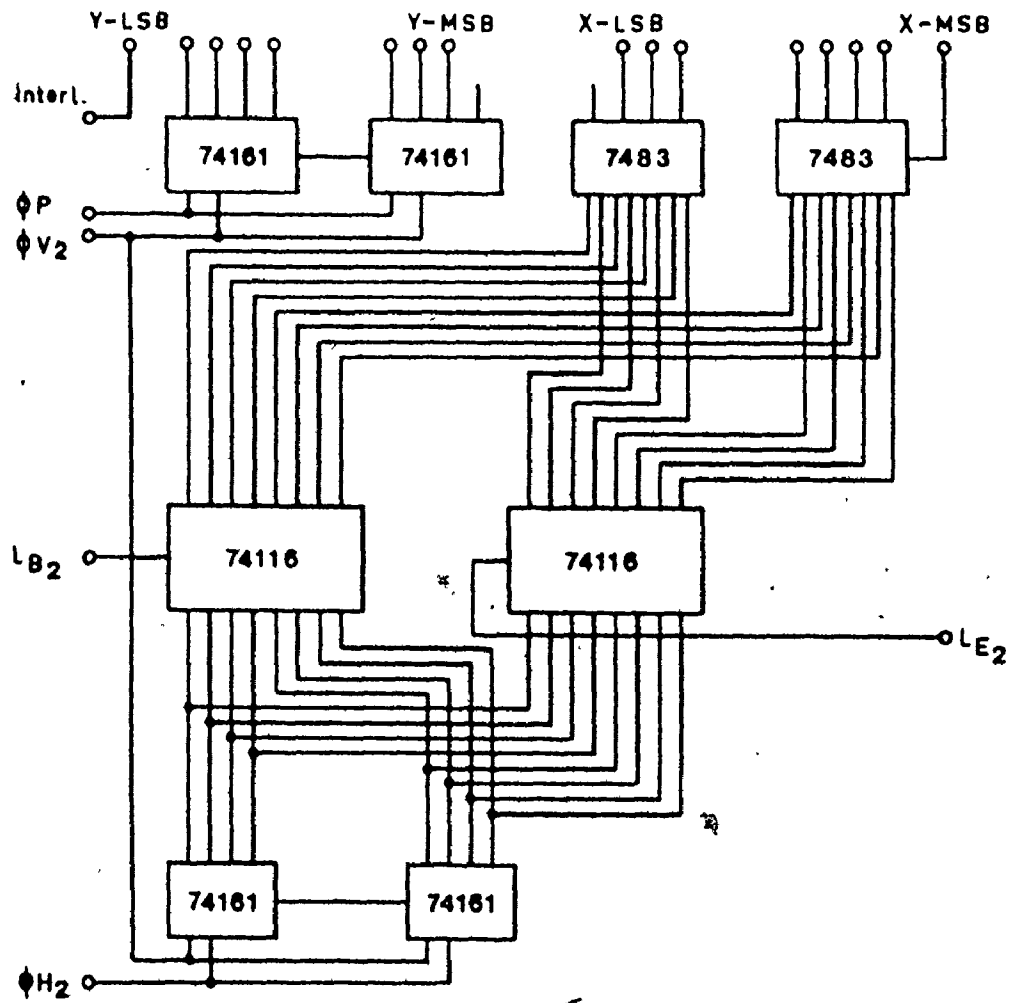 Y-LSB Y-MSB X-LSB X-MSB
Interl.
74161 74161 7483 7483
ϕP
ϕV₂
LB₂ 74116 74116
LE₂
74161 74161
ϕH₂